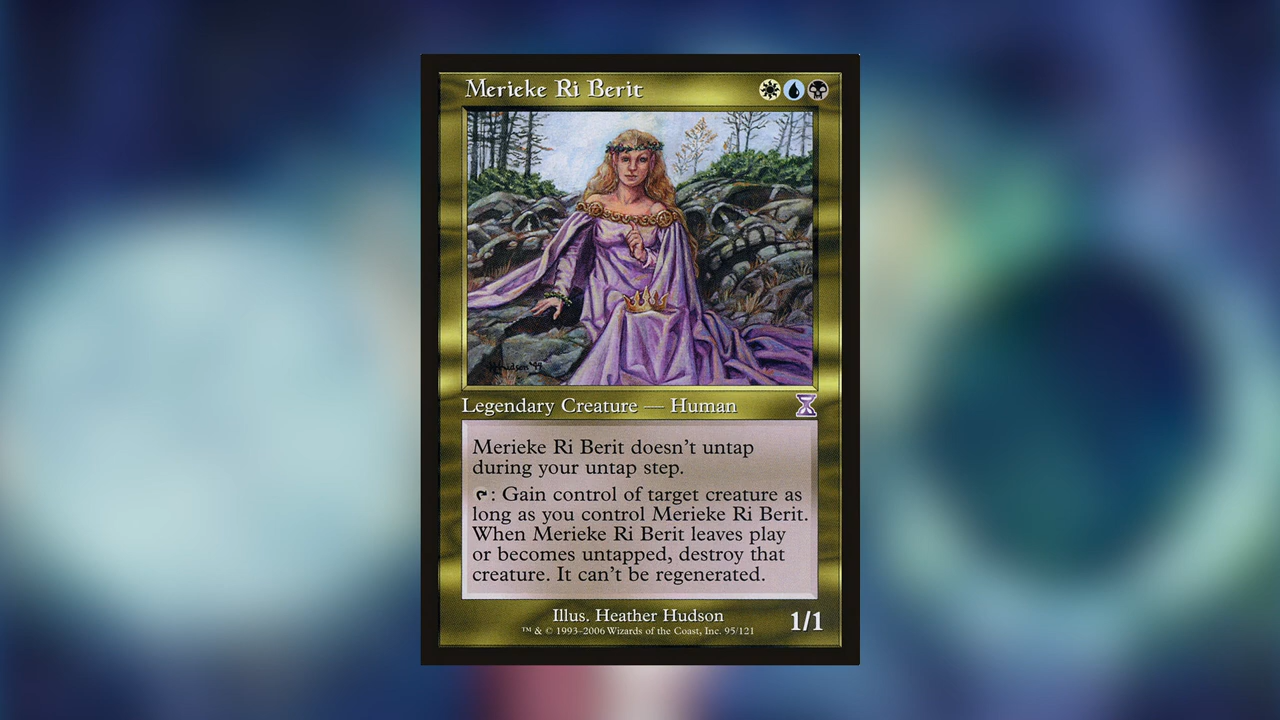 Merieke Ri Berit
Legendary Creature — Human
Merieke Ri Berit doesn't untap
during your untap step.
: Gain control of target creature as
long as you control Merieke Ri Berit.
When Merieke Ri Berit leaves play
or becomes untapped, destroy that
creature. It can't be regenerated.
Illus. Heather Hudson
1/1
™ & © 1993–2006 Wizards of the Coast, Inc. 95/121